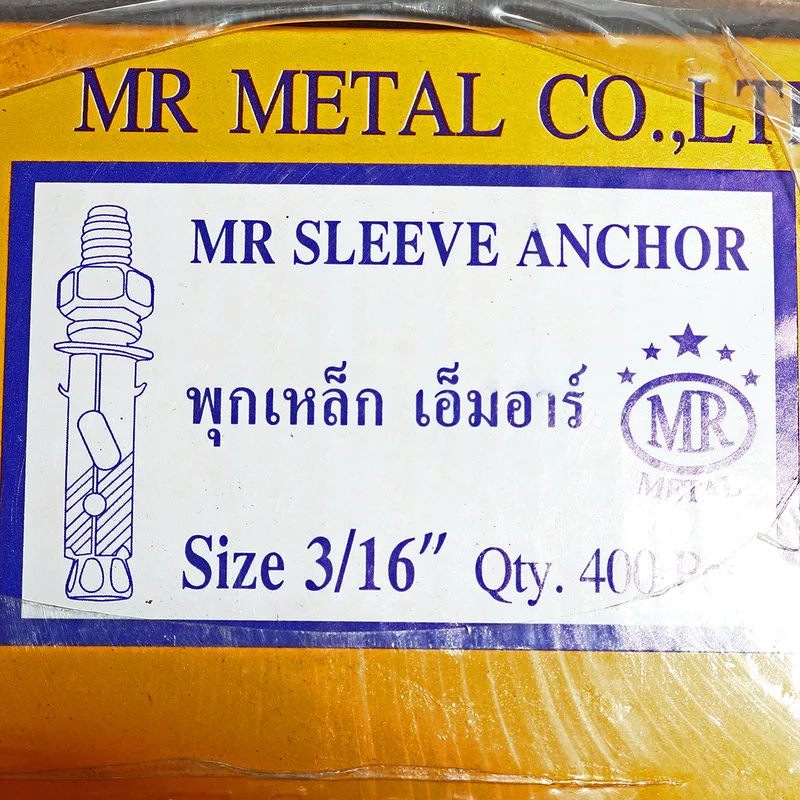 MR METAL CO.,LT
MR SLEEVE ANCHOR
พุกเหล็ก เอ็มอาร์
MR
METAL
Size 3/16" Qty. 400